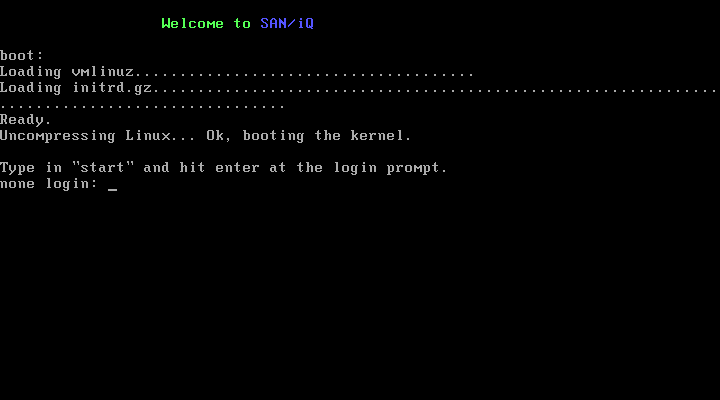 Welcome to SAN/iQ
boot:
Loading vmlinuz......................................
Loading initrd.gz...............................................................
................................
Ready.
Uncompressing Linux... Ok, booting the kernel.
Type in "start" and hit enter at the login prompt.
none login: _